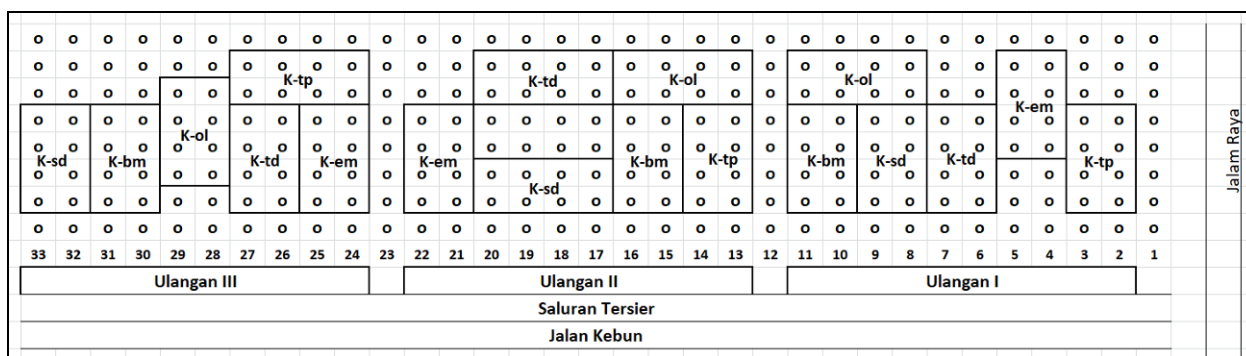 o o o o o o o o o o o o o o o o o o o o o o o o o o o o o o o o o
o o o o o o o o o o o o o o o o o o o o o o o o o o o o o o o o o
K-tp K-td K-ol K-ol
o o o o o o o o o o o o o o o o o o o o o o o o o o o o o o o o o
K-em
o o o o o o o o o o o o o o o o o o o o o o o o o o o o o o o o o
K-ol
o o o o o o o o o o o o o o o o o o o o o o o o o o o o o o o o o
K-sd K-bm K-td K-em K-em K-bm K-tp K-bm K-sd K-td K-tp
o o o o o o o o o o o o o o o o o o o o o o o o o o o o o o o o o
K-sd
o o o o o o o o o o o o o o o o o o o o o o o o o o o o o o o o o
o o o o o o o o o o o o o o o o o o o o o o o o o o o o o o o o o
33 32 31 30 29 28 27 26 25 24 23 22 21 20 19 18 17 16 15 14 13 12 11 10 9 8 7 6 5 4 3 2 1
Ulangan III Ulangan II Ulangan I
Saluran Tersier
Jalan Kebun
Jalam Raya